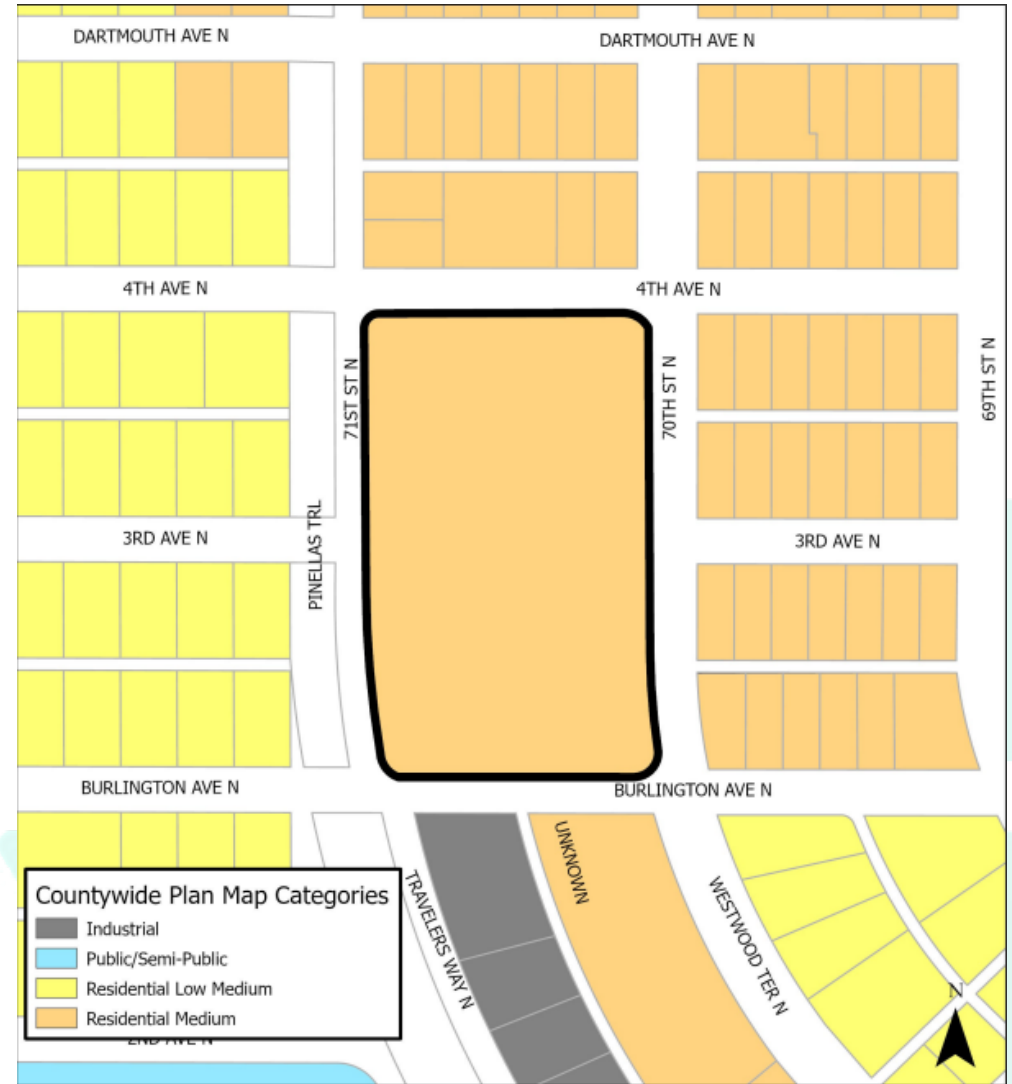 DARTMOUTH AVE N
DARTMOUTH AVE N
4TH AVE N
4TH AVE N
71ST ST N
70TH ST N
69TH ST N
PINELLAS TRL
3RD AVE N
3RD AVE N
BURLINGTON AVE N
BURLINGTON AVE N
UNKNOWN
TRAVELERS WAY N
WESTWOOD TER N
Countywide Plan Map Categories
Industrial
Public/Semi-Public
Residential Low Medium
Residential Medium
2ND AVE N
N